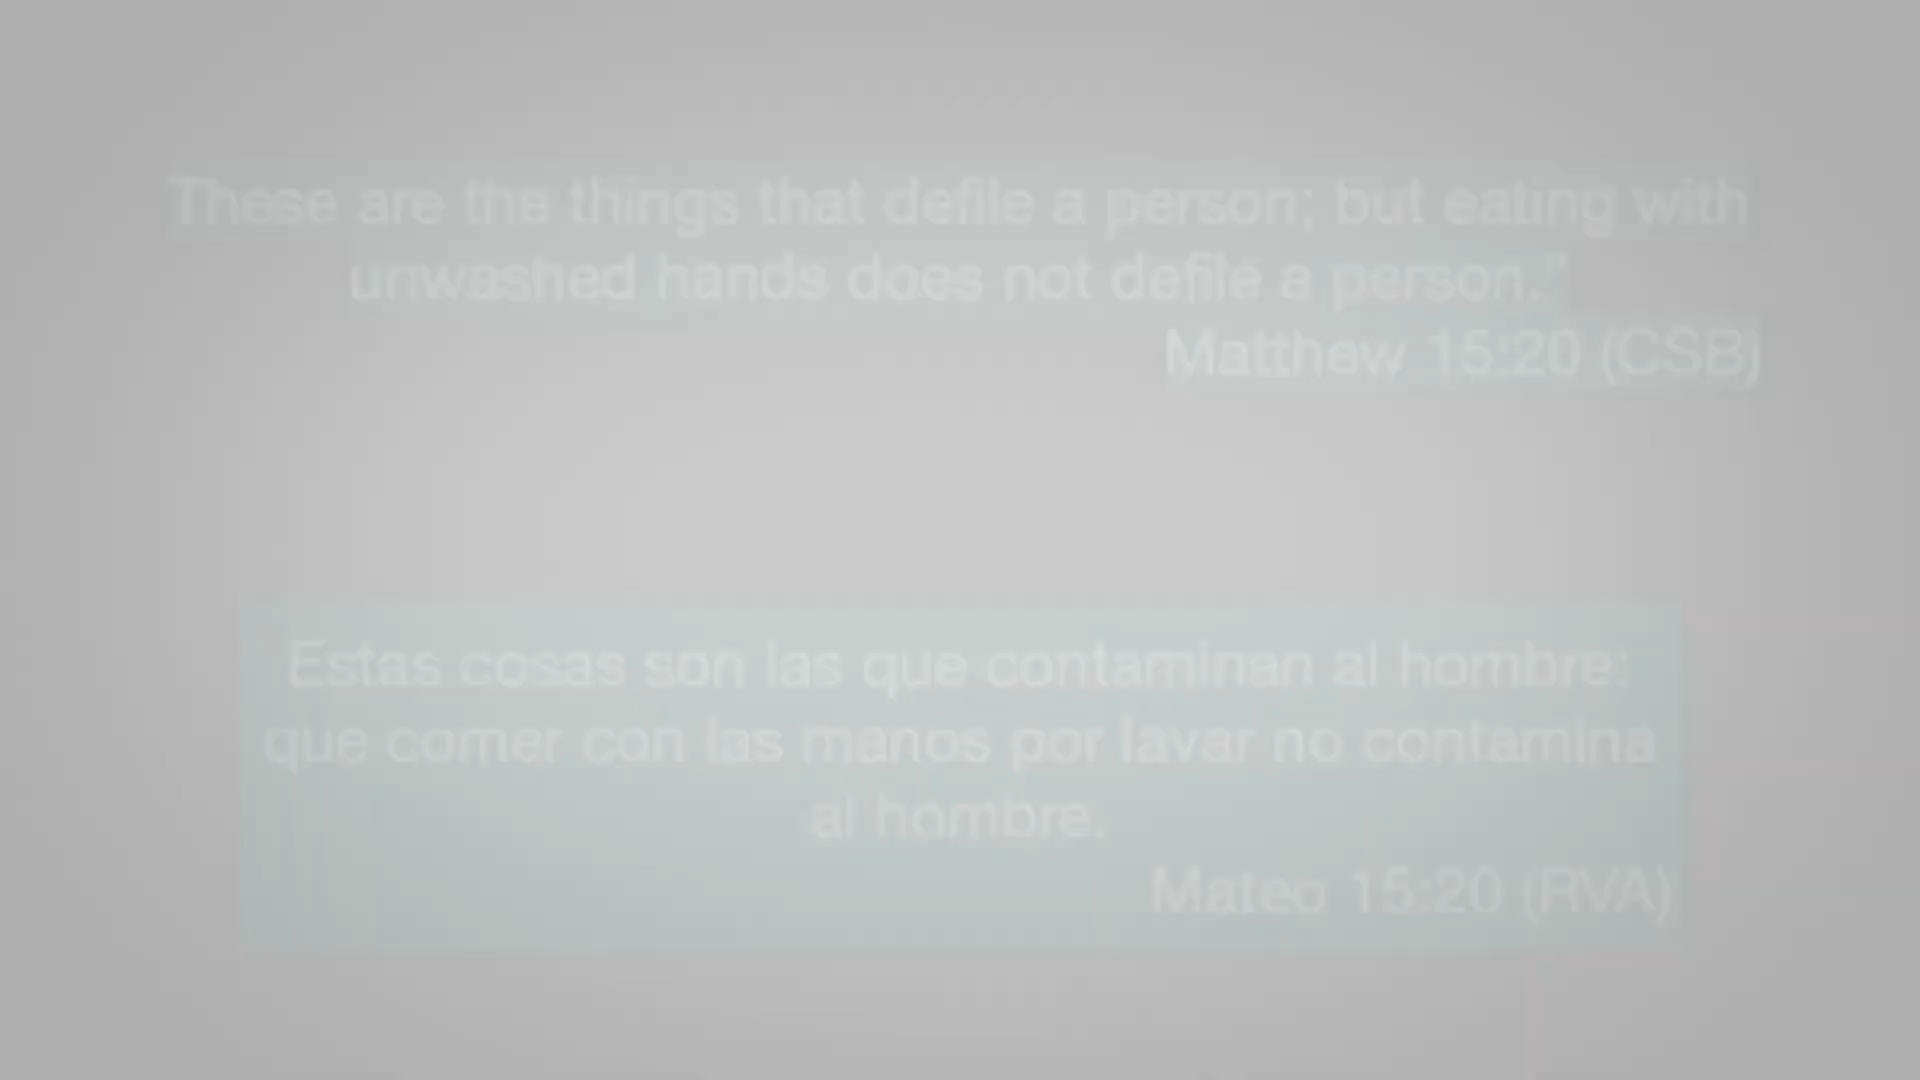 These are the things that defile a person; but eating with
unwashed hands does not defile a person."
Matthew 15:20 (CSB)
Estas cosas son las que contaminan al hombre:
que comer con las manos por lavar no contamina
al hombre.
Mateo 15:20 (RVA)